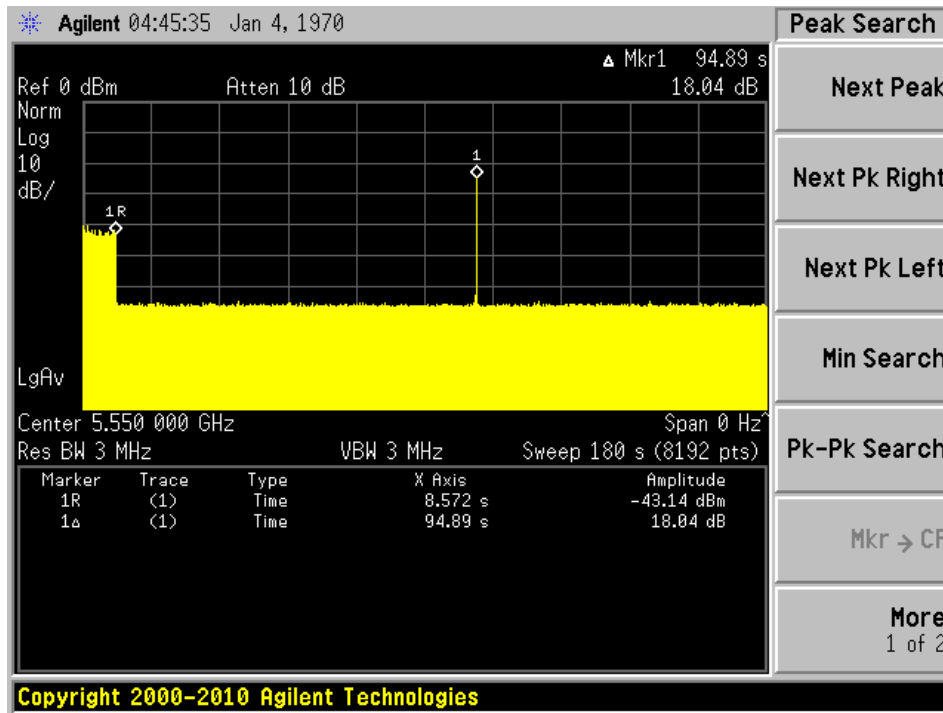 Agilent 04:45:35 Jan 4, 1970
Peak Search
Δ Mkr1 94.89 s
Ref 0 dBm Atten 10 dB 18.04 dB
Norm
Log
10
dB/
1R
1
LgAv
Center 5.550 000 GHz Span 0 Hz^
Res BW 3 MHz VBW 3 MHz Sweep 180 s (8192 pts)
Marker Trace Type X Axis Amplitude
1R (1) Time 8.572 s -43.14 dBm
1Δ (1) Time 94.89 s 18.04 dB
Next Peak
Next Pk Right
Next Pk Left
Min Search
Pk-Pk Search
Mkr → CF
More
1 of 2
Copyright 2000-2010 Agilent Technologies